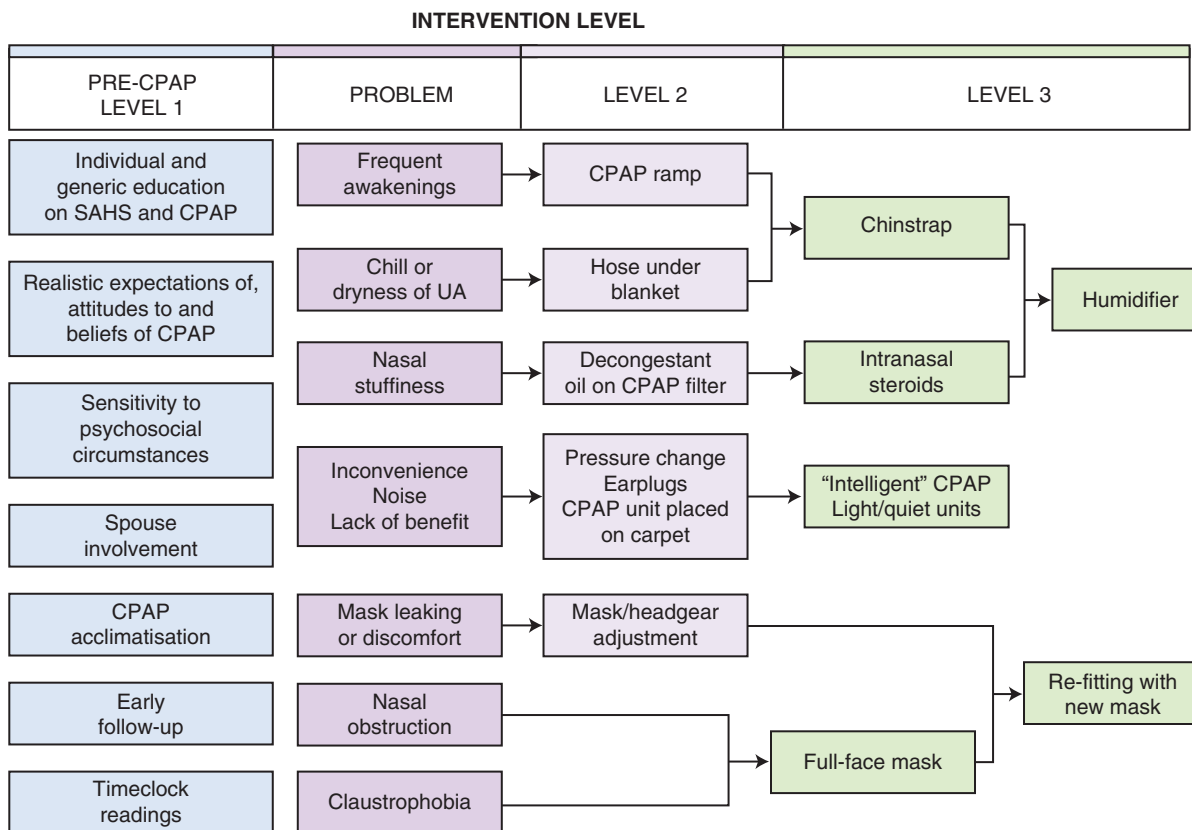 INTERVENTION LEVEL
PRE-CPAP
LEVEL 1
PROBLEM
LEVEL 2
LEVEL 3
Individual and
generic education
on SAHS and CPAP
Realistic expectations of,
attitudes to and
beliefs of CPAP
Sensitivity to
psychosocial
circumstances
Spouse
involvement
CPAP
acclimatisation
Early
follow-up
Timeclock
readings
Frequent
awakenings
Chill or
dryness of UA
Nasal
stuffiness
Inconvenience
Noise
Lack of benefit
Mask leaking
or discomfort
Nasal
obstruction
Claustrophobia
CPAP ramp
Hose under
blanket
Decongestant
oil on CPAP filter
Pressure change
Earplugs
CPAP unit placed
on carpet
Mask/headgear
adjustment
Chinstrap
Intranasal
steroids
“Intelligent” CPAP
Light/quiet units
Full-face mask
Humidifier
Re-fitting with
new mask